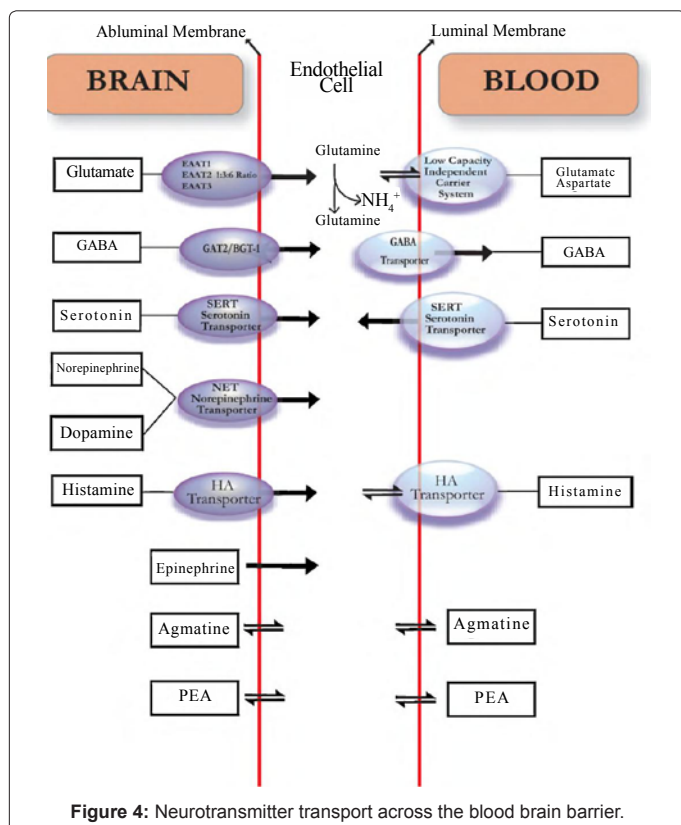 Abluminal Membrane
Luminal Membrane
BRAIN
Endothelial
Cell
BLOOD
Glutamate
EAAT1
EAAT2 1:3:6 Ratio
EAAT3
Glutamine
NH4+
Glutamine
Low Capacity
Independent
Carrier
System
Glutamate
Aspartate
GABA
GAT2/BGT-1
GABA
Transporter
GABA
Serotonin
SERT
Serotonin
Transporter
SERT
Serotonin
Transporter
Serotonin
Norepinephrine
NET
Norepinephrine
Transporter
Dopamine
Histamine
HA
Transporter
HA
Transporter
Histamine
Epinephrine
Agmatine
Agmatine
PEA
PEA
Figure 4: Neurotransmitter transport across the blood brain barrier.